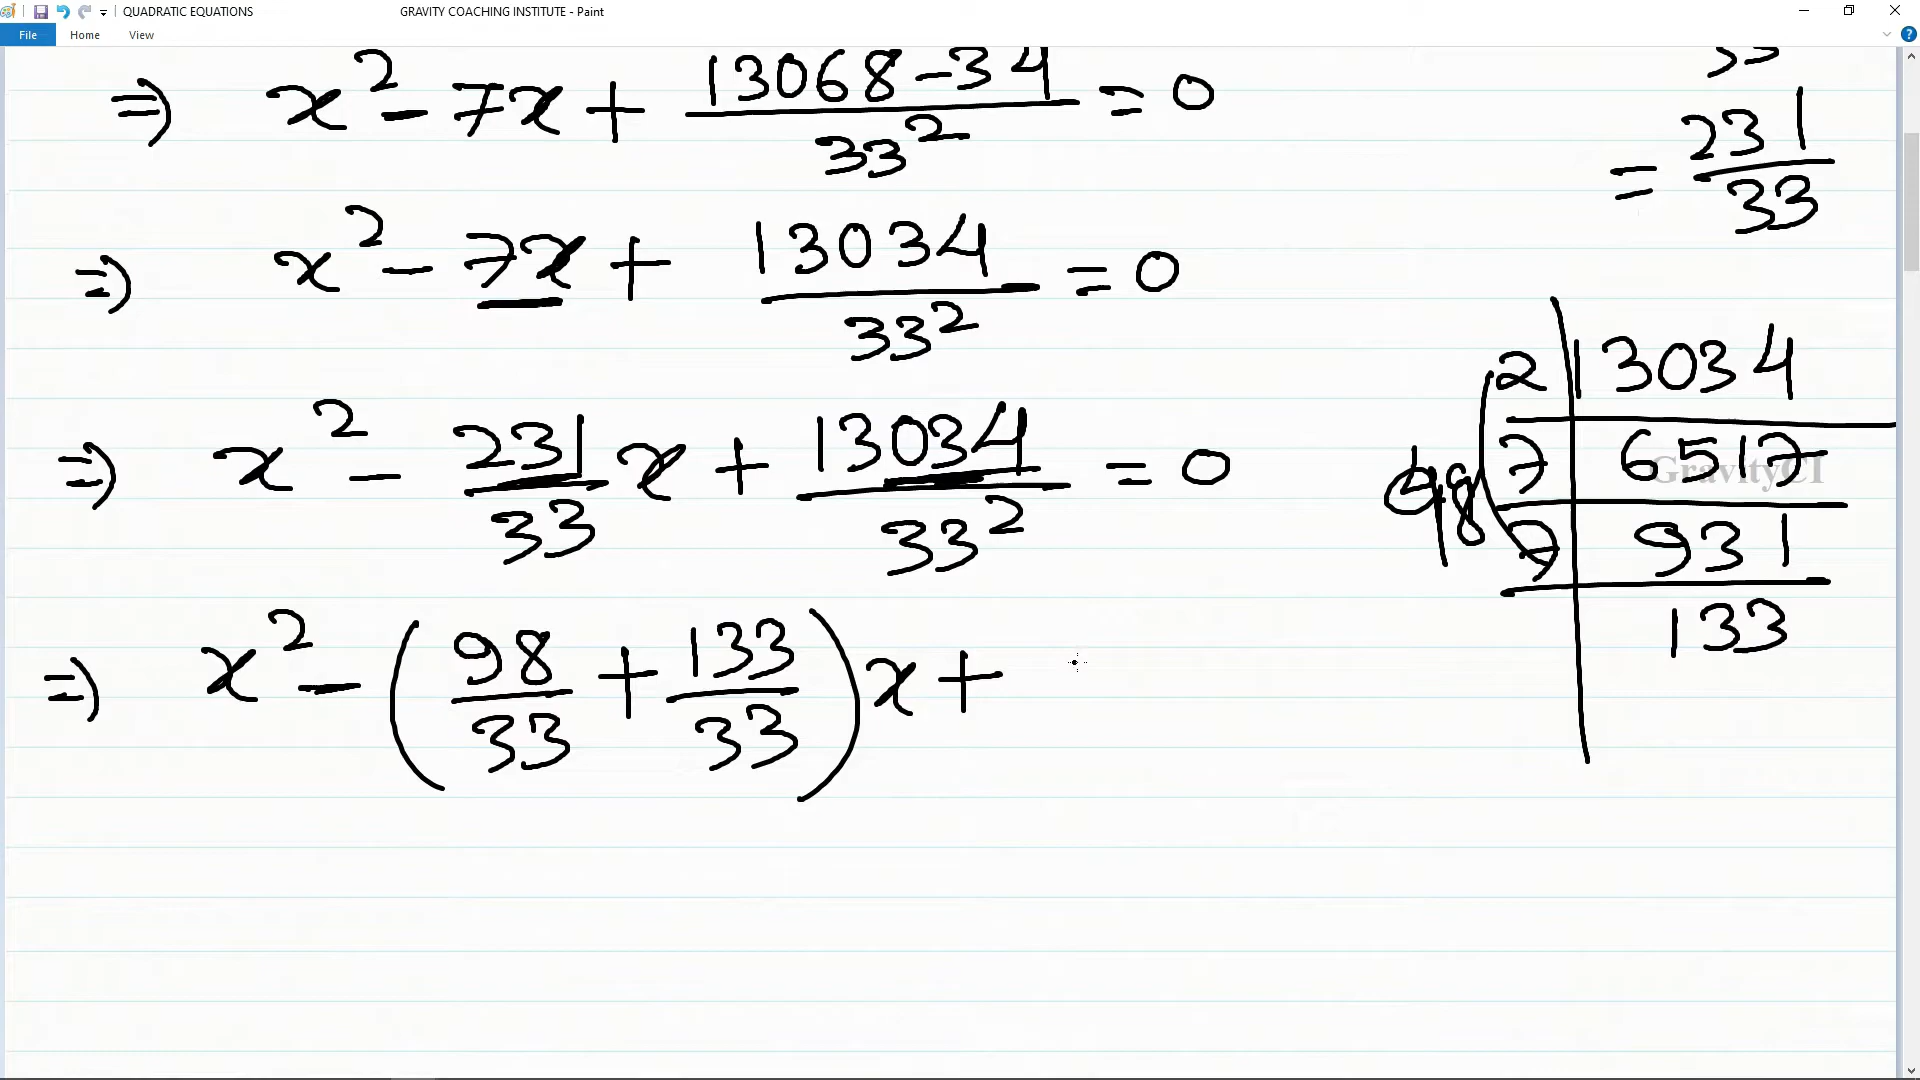 QUADRATIC EQUATIONS GRAVITY COACHING INSTITUTE - Paint
File Home View
=) x² - 7x + (13068-34)/33² = 0
33
= 231/33
=) x² - 7x + 13034/33² = 0
=) x² - 231/33 x + 13034/33² = 0
2 | 13034
7 | 6517
GravityCI
98
7 | 931
133
=) x² - (98/33 + 133/33) x +